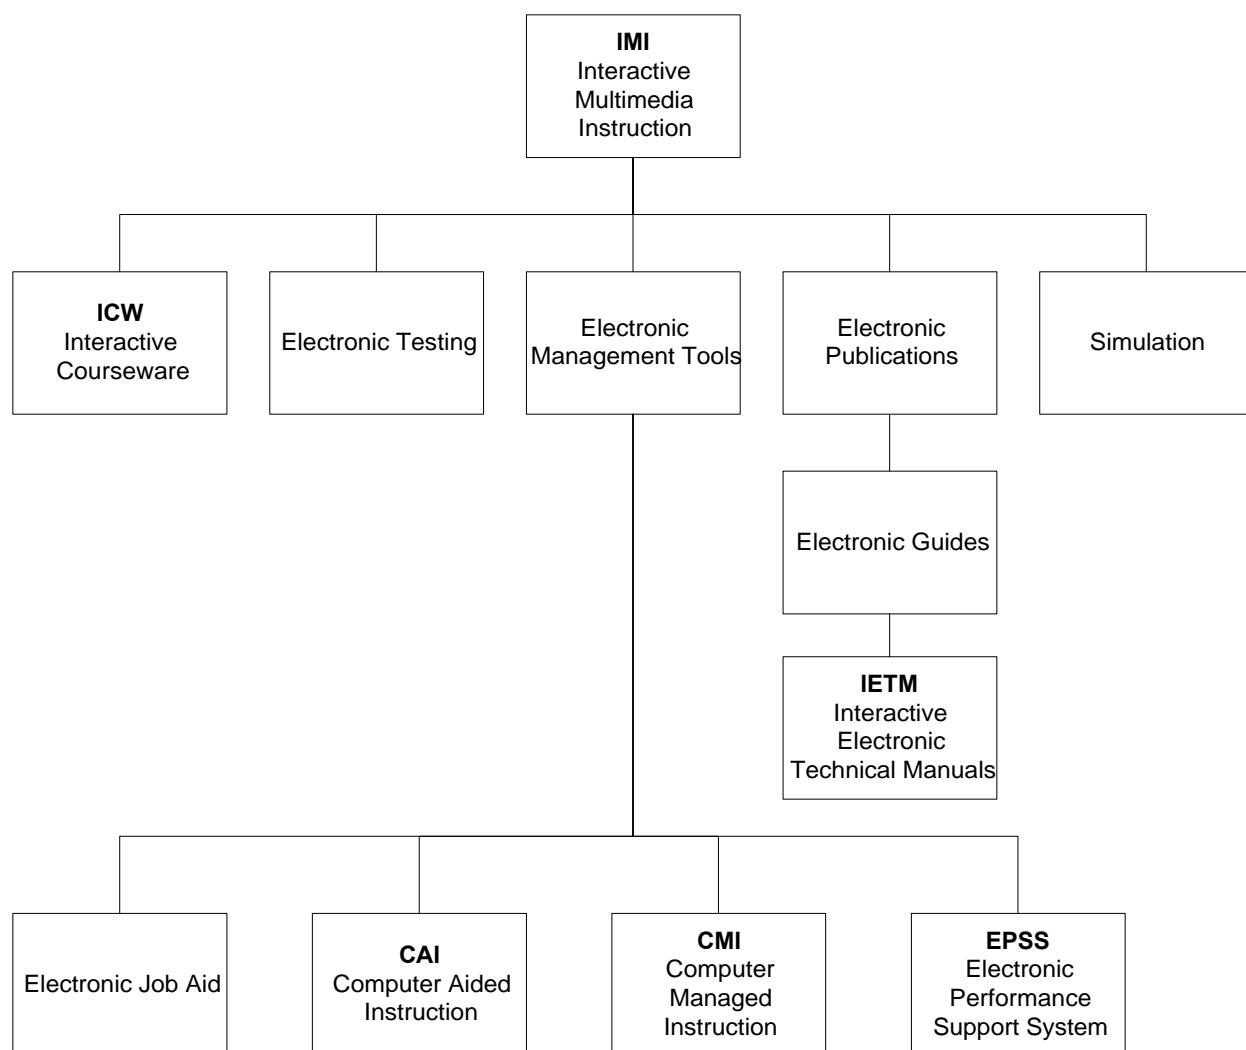 IMI
Interactive
Multimedia
Instruction
ICW
Interactive
Courseware
Electronic Testing
Electronic
Management Tools
Electronic
Publications
Simulation
Electronic Guides
IETM
Interactive
Electronic
Technical Manuals
Electronic Job Aid
CAI
Computer Aided
Instruction
CMI
Computer
Managed
Instruction
EPSS
Electronic
Performance
Support System